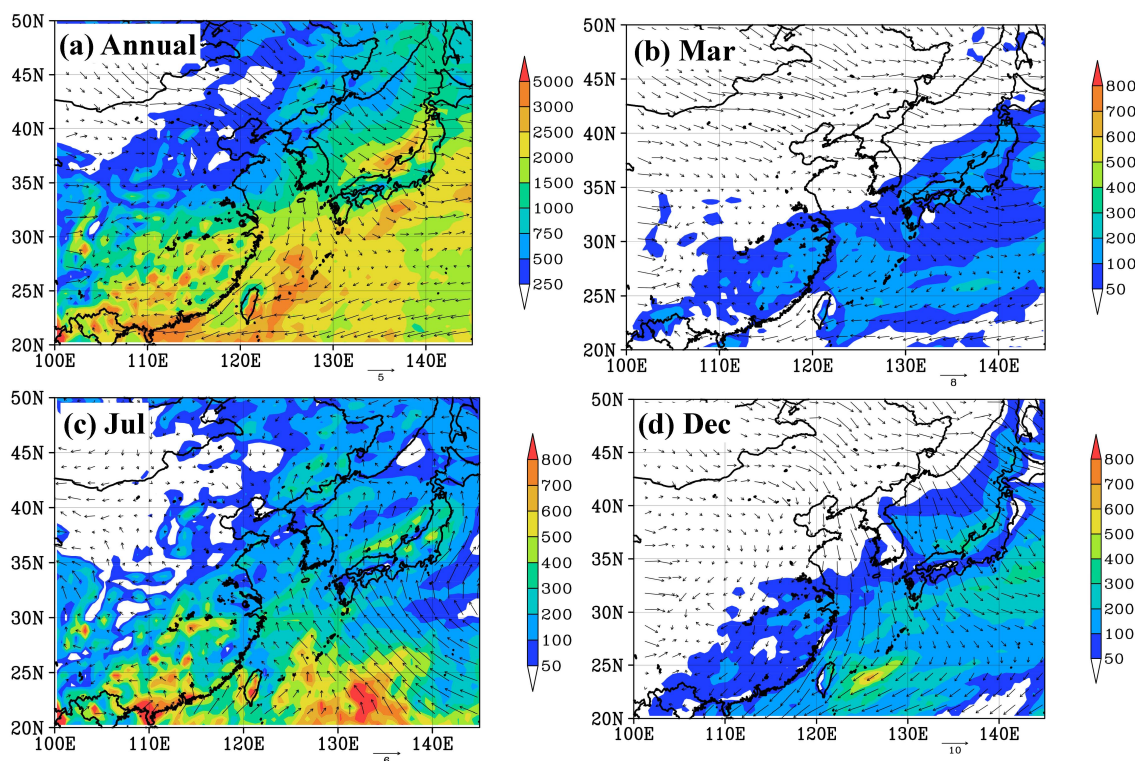 (a) Annual
50N
45N
40N
35N
30N
25N
20N
100E 110E 120E 130E 140E
5
5000
3000
2500
2000
1500
1000
750
500
250
(b) Mar
50N
45N
40N
35N
30N
25N
20N
100E 110E 120E 130E 140E
8
800
700
600
500
400
300
200
100
50
(c) Jul
50N
45N
40N
35N
30N
25N
20N
100E 110E 120E 130E 140E
6
800
700
600
500
400
300
200
100
50
(d) Dec
50N
45N
40N
35N
30N
25N
20N
100E 110E 120E 130E 140E
10
800
700
600
500
400
300
200
100
50